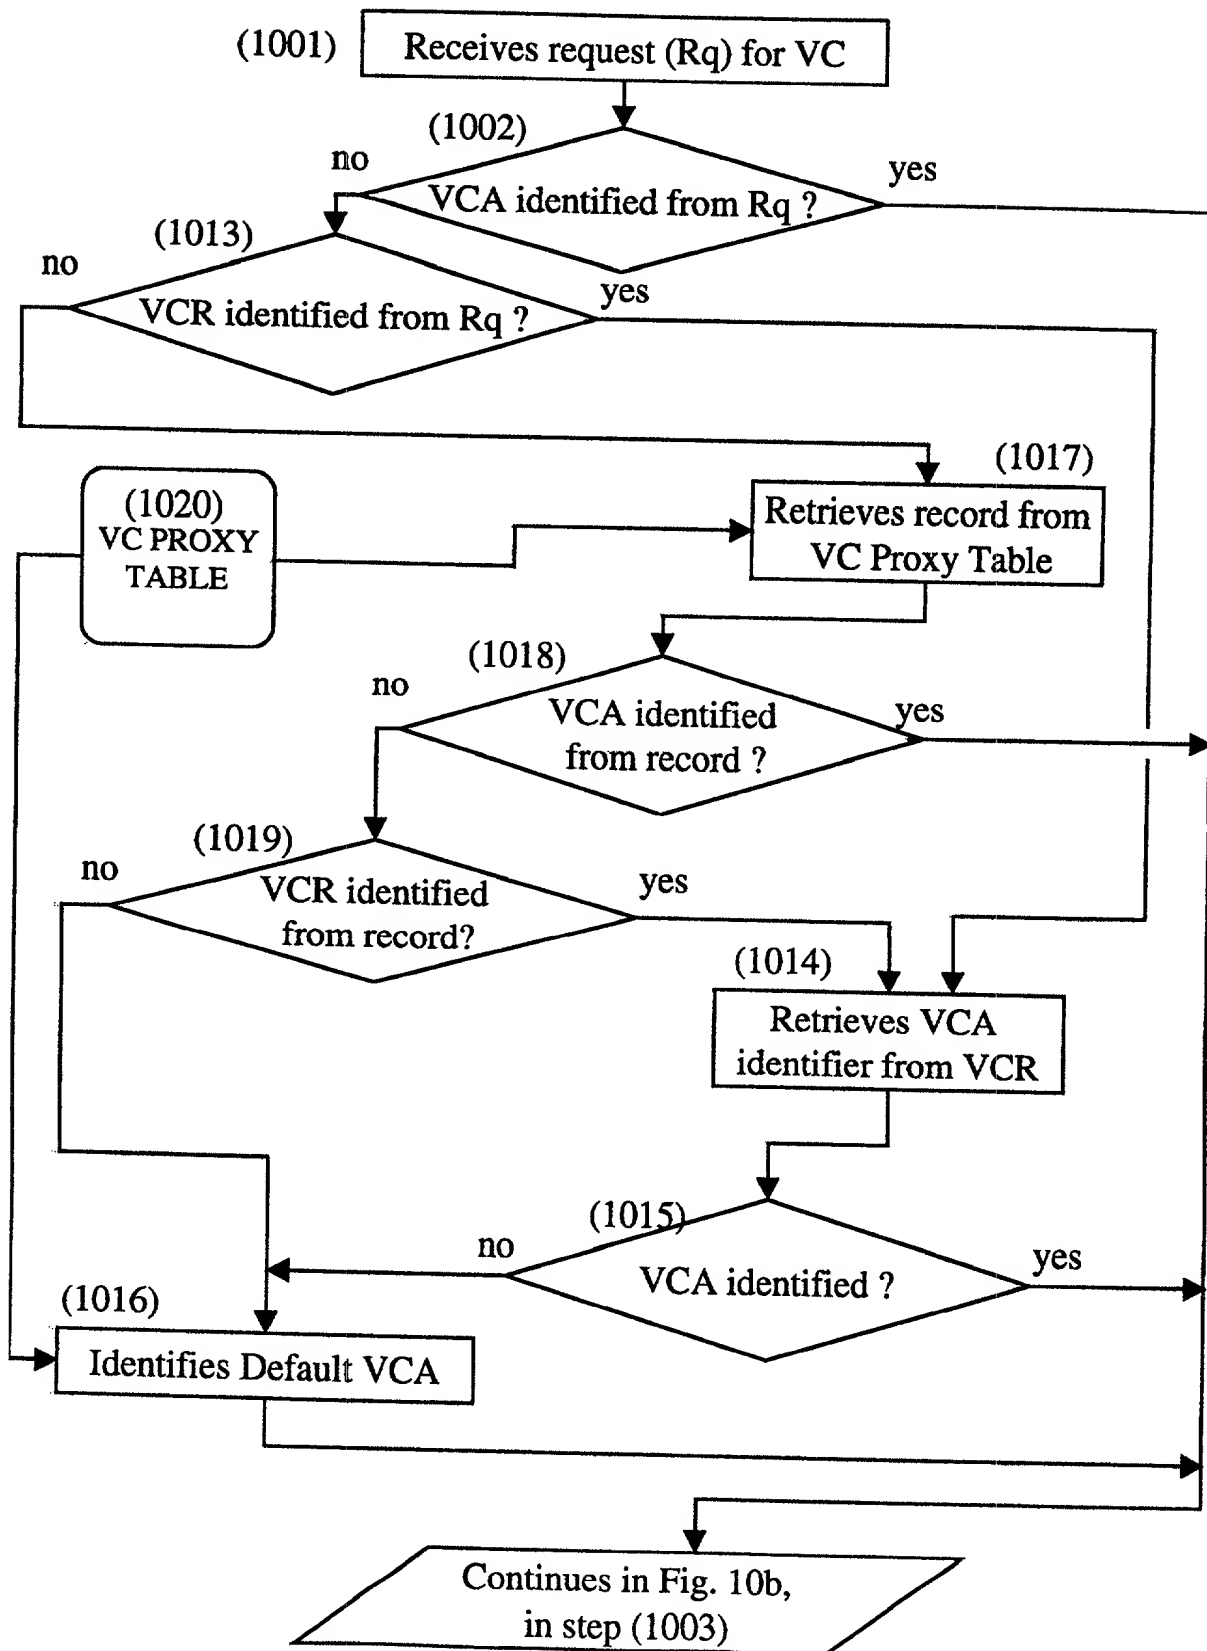 (1001)
Receives request (Rq) for VC
(1002)
no
yes
VCA identified from Rq ?
(1013)
no
yes
VCR identified from Rq ?
(1017)
(1020)
VC PROXY
TABLE
Retrieves record from
VC Proxy Table
(1018)
no
yes
VCA identified
from record ?
(1019)
no
yes
VCR identified
from record?
(1014)
Retrieves VCA
identifier from VCR
(1015)
no
yes
VCA identified ?
(1016)
Identifies Default VCA
Continues in Fig. 10b,
in step (1003)